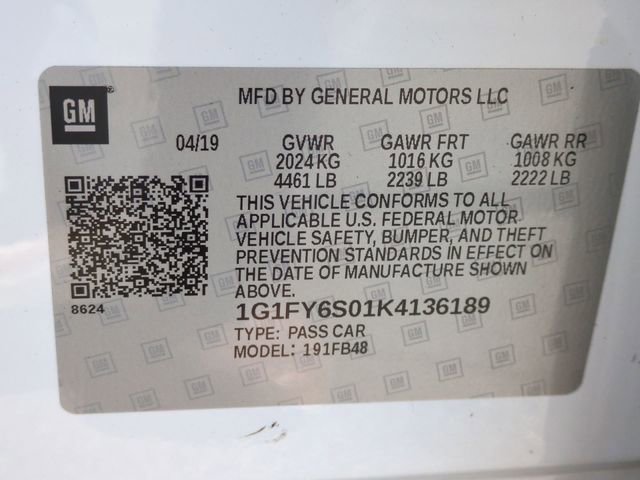 GM
MFD BY GENERAL MOTORS LLC
04/19 GVWR GAWR FRT GAWR RR
2024 KG 1016 KG 1008 KG
4461 LB 2239 LB 2222 LB
THIS VEHICLE CONFORMS TO ALL
APPLICABLE U.S. FEDERAL MOTOR
VEHICLE SAFETY, BUMPER, AND THEFT
PREVENTION STANDARDS IN EFFECT ON
THE DATE OF MANUFACTURE SHOWN
ABOVE.
8624
1G1FY6S01K4136189
TYPE: PASS CAR
MODEL: 191FB48